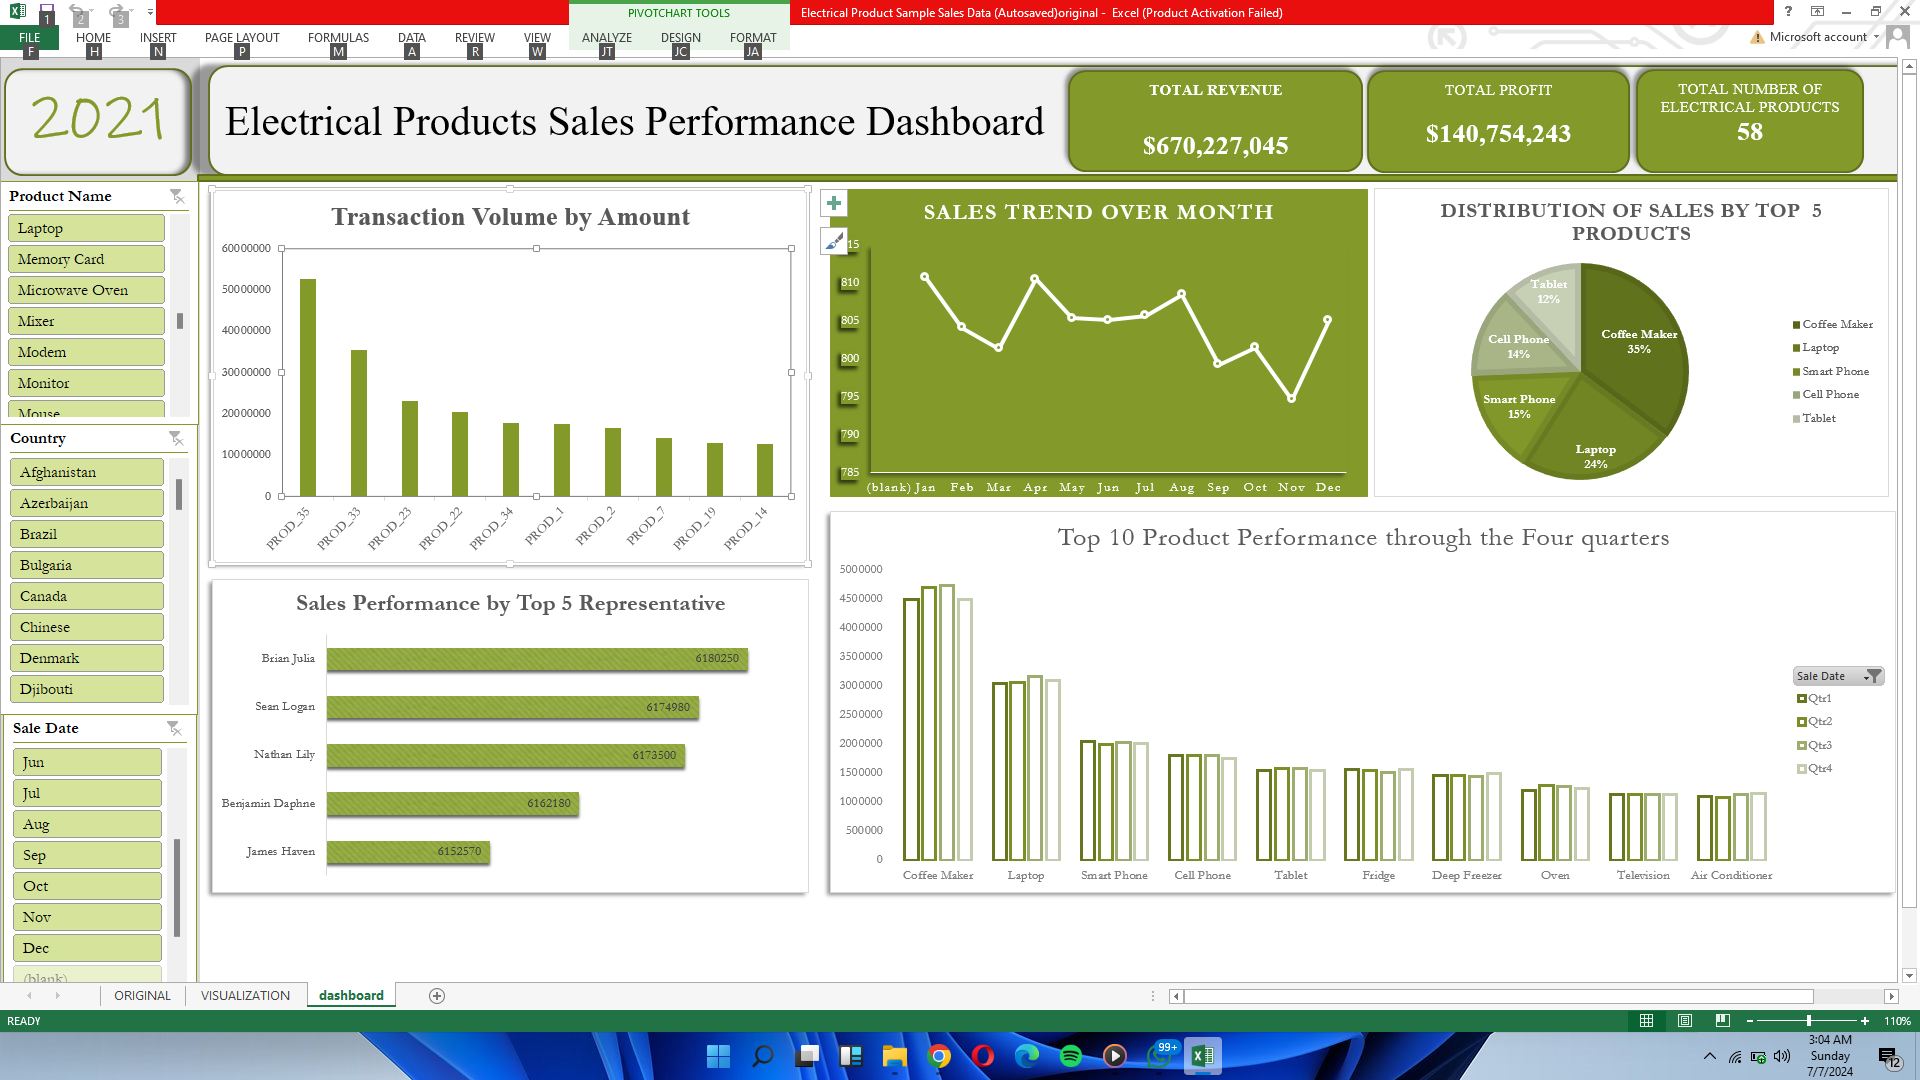 PIVOTCHART TOOLS
Electrical Product Sample Sales Data (Autosaved)original - Excel (Product Activation Failed)
?
1
2
3
FILE
HOME
INSERT
PAGE LAYOUT
FORMULAS
DATA
REVIEW
VIEW
ANALYZE
DESIGN
FORMAT
Microsoft account
F
H
N
P
M
A
R
W
JT
JC
JA
2021
Electrical Products Sales Performance Dashboard
TOTAL REVENUE
$670,227,045
TOTAL PROFIT
$140,754,243
TOTAL NUMBER OF
ELECTRICAL PRODUCTS
58
Product Name
Laptop
Memory Card
Microwave Oven
Mixer
Modem
Monitor
Mouse
Country
Afghanistan
Azerbaijan
Brazil
Bulgaria
Canada
Chinese
Denmark
Djibouti
Sale Date
Jun
Jul
Aug
Sep
Oct
Nov
Dec
(blank)
Transaction Volume by Amount
60000000
50000000
40000000
30000000
20000000
10000000
0
PROD_35
PROD_33
PROD_23
PROD_22
PROD_34
PROD_1
PROD_2
PROD_7
PROD_19
PROD_14
SALES TREND OVER MONTH
15
810
805
800
795
790
785
(blank) Jan Feb Mar Apr May Jun Jul Aug Sep Oct Nov Dec
DISTRIBUTION OF SALES BY TOP 5
PRODUCTS
Tablet
12%
Coffee Maker
35%
Cell Phone
14%
Smart Phone
15%
Laptop
24%
Coffee Maker
Laptop
Smart Phone
Cell Phone
Tablet
Sales Performance by Top 5 Representative
Brian Julia 6180250
Sean Logan 6174980
Nathan Lily 6173500
Benjamin Daphne 6162180
James Haven 6152570
Top 10 Product Performance through the Four quarters
5000000
4500000
4000000
3500000
3000000
2500000
2000000
1500000
1000000
500000
0
Coffee Maker
Laptop
Smart Phone
Cell Phone
Tablet
Fridge
Deep Freezer
Oven
Television
Air Conditioner
Sale Date
Qtr1
Qtr2
Qtr3
Qtr4
ORIGINAL
VISUALIZATION
dashboard
READY
110%
99+
3:04 AM
Sunday
7/7/2024
12